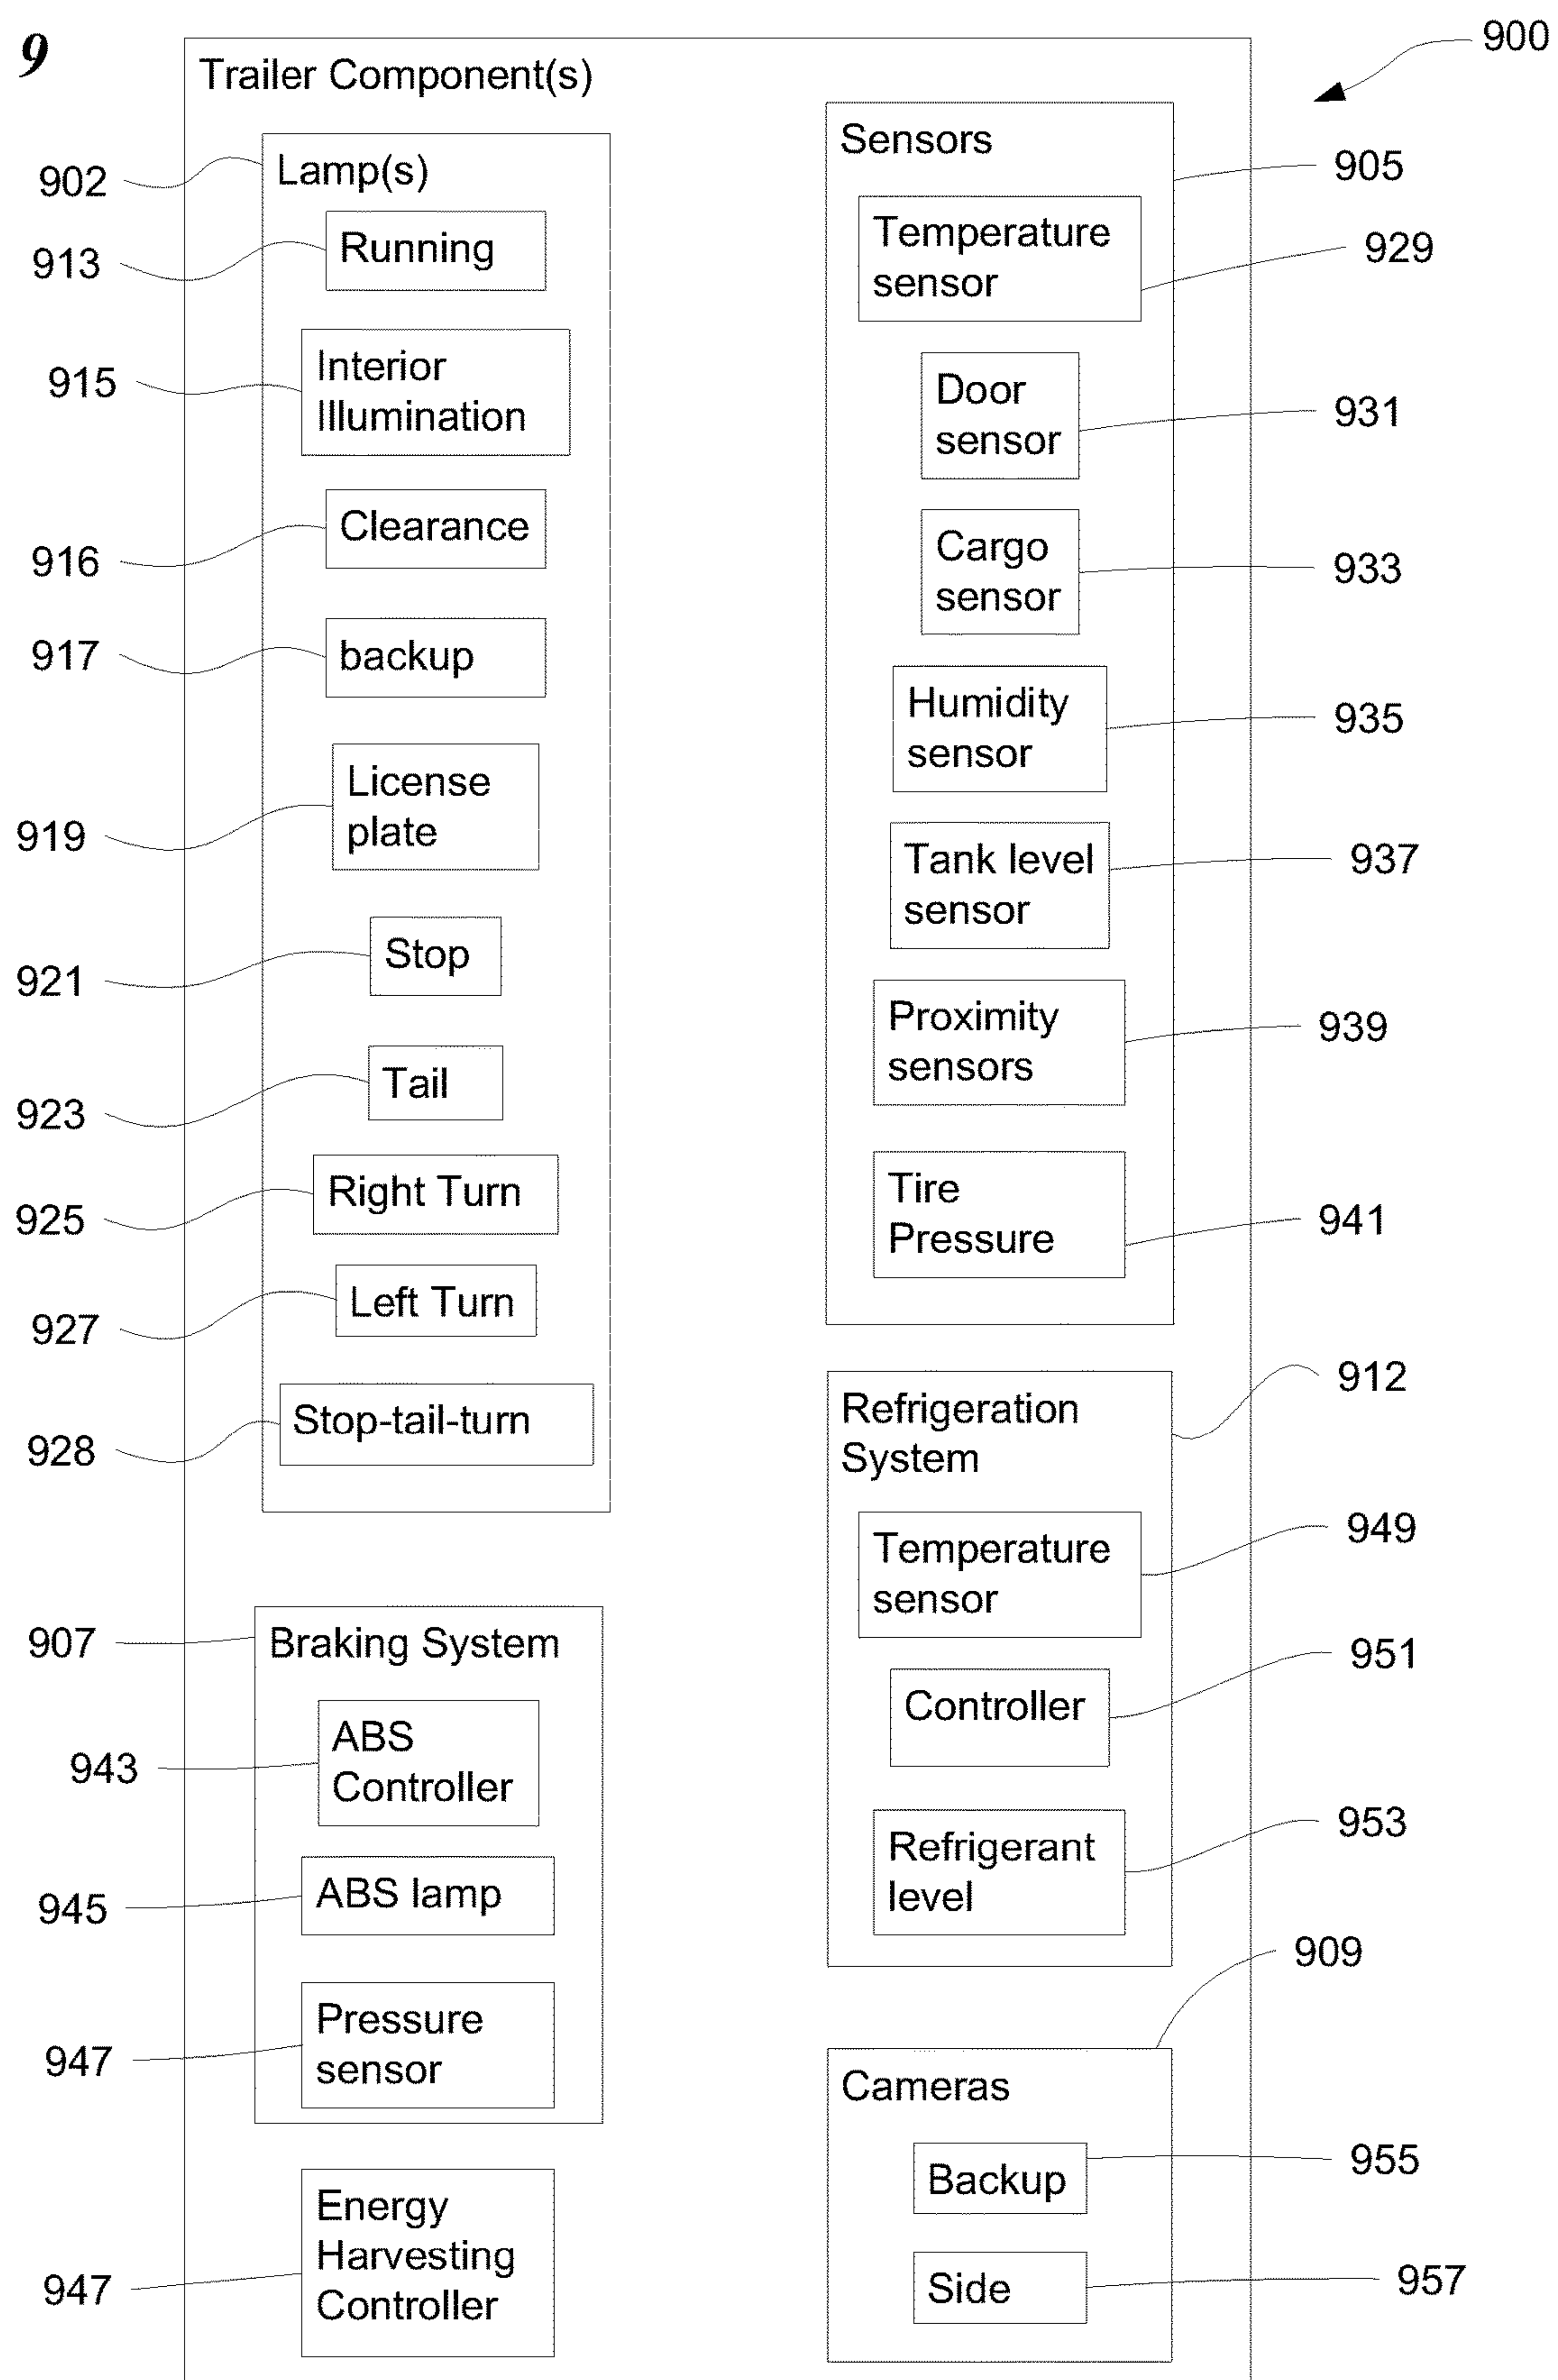 9
900
Trailer Component(s)
902
Lamp(s)
913
Running
915
Interior
Illumination
916
Clearance
917
backup
919
License
plate
921
Stop
923
Tail
925
Right Turn
927
Left Turn
928
Stop-tail-turn
907
Braking System
943
ABS
Controller
945
ABS lamp
947
Pressure
sensor
947
Energy
Harvesting
Controller
Sensors
905
Temperature
sensor
929
Door
sensor
931
Cargo
sensor
933
Humidity
sensor
935
Tank level
sensor
937
Proximity
sensors
939
Tire
Pressure
941
Refrigeration
System
912
Temperature
sensor
949
Controller
951
Refrigerant
level
953
909
Cameras
Backup
955
Side
957